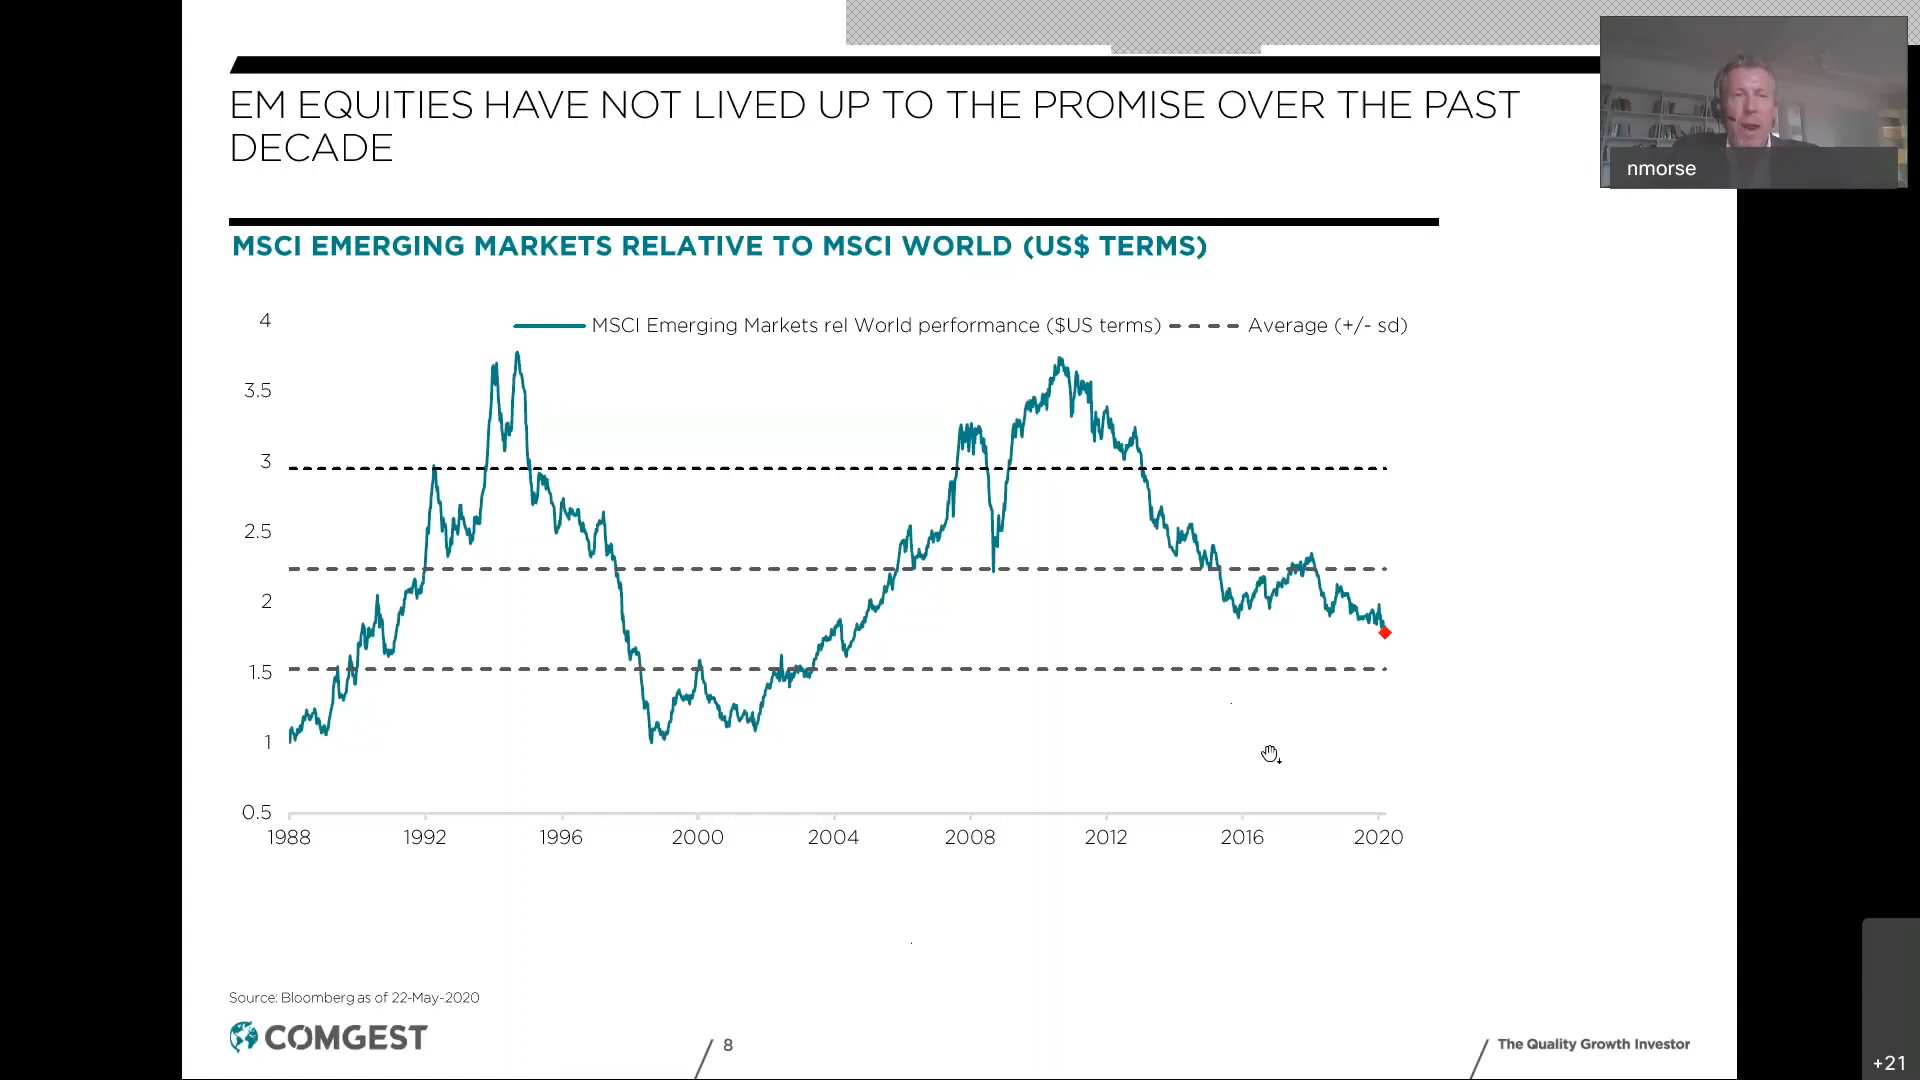 EM EQUITIES HAVE NOT LIVED UP TO THE PROMISE OVER THE PAST
DECADE
nmorse
MSCI EMERGING MARKETS RELATIVE TO MSCI WORLD (US$ TERMS)
MSCI Emerging Markets rel World performance ($US terms) Average (+/- sd)
4
3.5
3
2.5
2
1.5
1
0.5
1988 1992 1996 2000 2004 2008 2012 2016 2020
Source: Bloomberg as of 22-May-2020
COMGEST
8
The Quality Growth Investor
+21